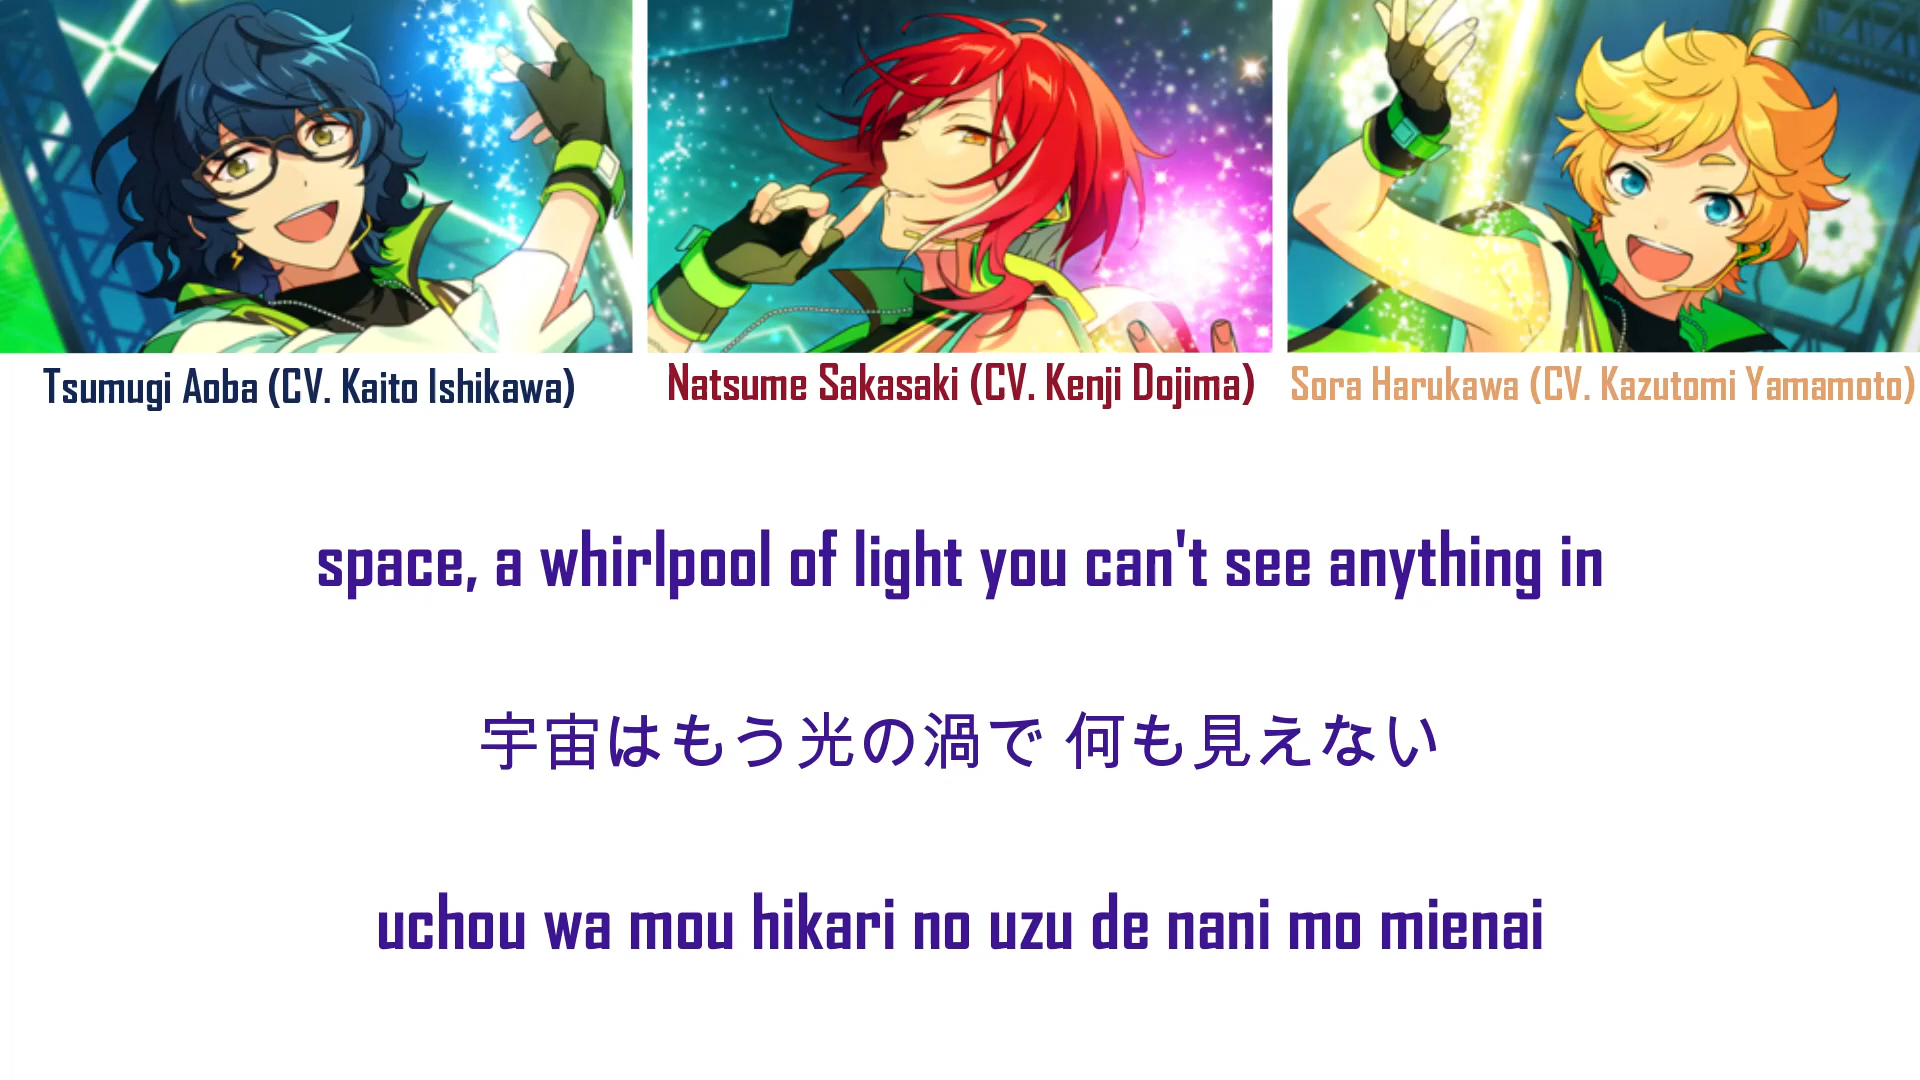 Tsumugi Aoba (CV. Kaito Ishikawa)
Natsume Sakasaki (CV. Kenji Dojima)
Sora Harukawa (CV. Kazutomi Yamamoto)
space, a whirlpool of light you can't see anything in
宇宙はもう光の渦で 何も見えない
uchou wa mou hikari no uzu de nani mo mienai